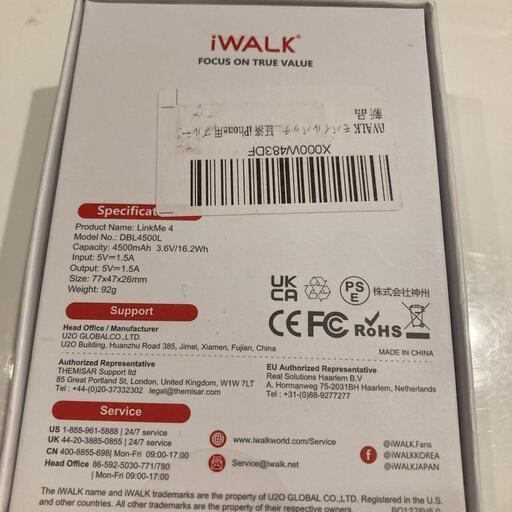 iWALK®
FOCUS ON TRUE VALUE
新品
iWALK モバイルバッテ...証済 iPhone用 ブルー
X000W483DF
Specificat
Product Name: LinkMe 4
Model No.: DBL4500L
Capacity: 4500mAh 3.6V/16.2Wh
Input: 5V⎓1.5A
Output: 5V⎓1.5A
Size: 77x47x26mm
Weight: 92g
UK CA
PS E
株式会社神州
CE FC RoHS
MADE IN CHINA
Support
Head Office / Manufacturer
U2O GLOBALCO.,LTD.
U2O Building, Huanzhu Road 385, Jimei, Xiamen, Fujian, China
Authorized Representative
THEMISAR Support ltd
85 Great Portland St, London, United Kingdom, W1W 7LT
Tel: +44-(0)20-37332302 legal@themisar.com
EU Authorized Representative
Real Solutions Haarlem B.V
A. Hormanweg 75-2031BH Haarlem, Netherlands
Tel:+31-(0)-88-9277277
Service
US 1-888-961-5888 | 24/7 service
UK 44-20-3885-0855 | 24/7 service
CN 400-8855-698| Mon-Fri 09:00-17:00
Head Office 86-592-5030-771/780
| Mon-Fri 09:00-17:00
www.iwalkworld.com/Service
Service@iwalk.net
@iWALK.Fans
@iWALKKOREA
@iWALKJAPAN
The iWALK name and iWALK trademarks are the property of U2O GLOBAL CO., LTD. Registered in the U.S.
and other countries. All other trademarks are the property of their respective owners.